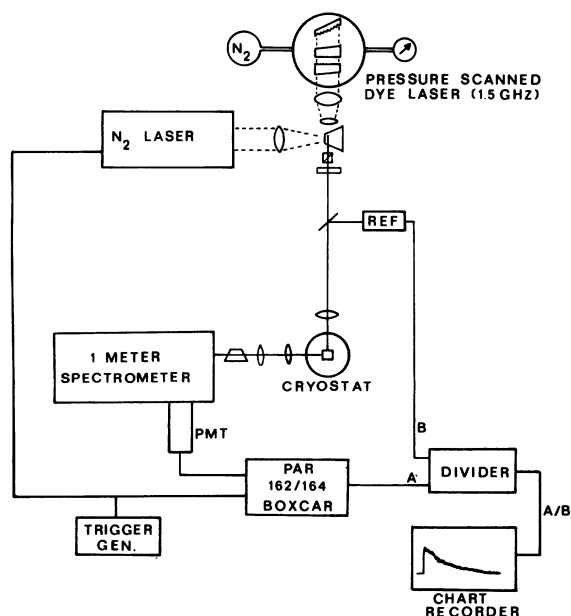 N2
PRESSURE SCANNED
DYE LASER (1.5 GHZ)
N2 LASER
REF
1 METER
SPECTROMETER
CRYOSTAT
PMT
B
PAR
162/164
BOXCAR
A
DIVIDER
A/B
TRIGGER
GEN.
CHART
RECORDER